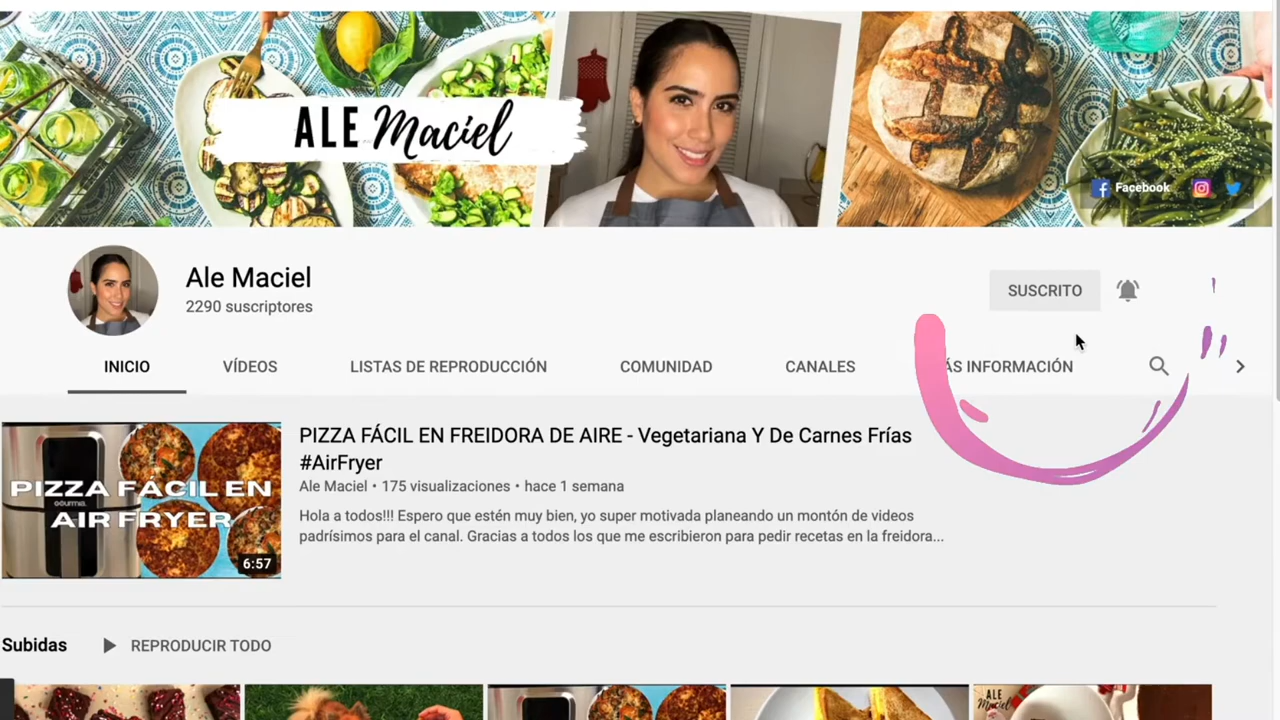 ALE Maciel
Facebook
Ale Maciel
2290 suscriptores
SUSCRITO
INICIO
VÍDEOS
LISTAS DE REPRODUCCIÓN
COMUNIDAD
CANALES
ÁS INFORMACIÓN
PIZZA FÁCIL EN FREIDORA DE AIRE - Vegetariana Y De Carnes Frías
#AirFryer
Ale Maciel • 175 visualizaciones • hace 1 semana
Hola a todos!!! Espero que estén muy bien, yo super motivada planeando un montón de videos
padrísimos para el canal. Gracias a todos los que me escribieron para pedir recetas en la freidora...
PIZZA FÁCIL EN
gourmia
AIR FRYER
6:57
Subidas
REPRODUCIR TODO
ALE
Maciel